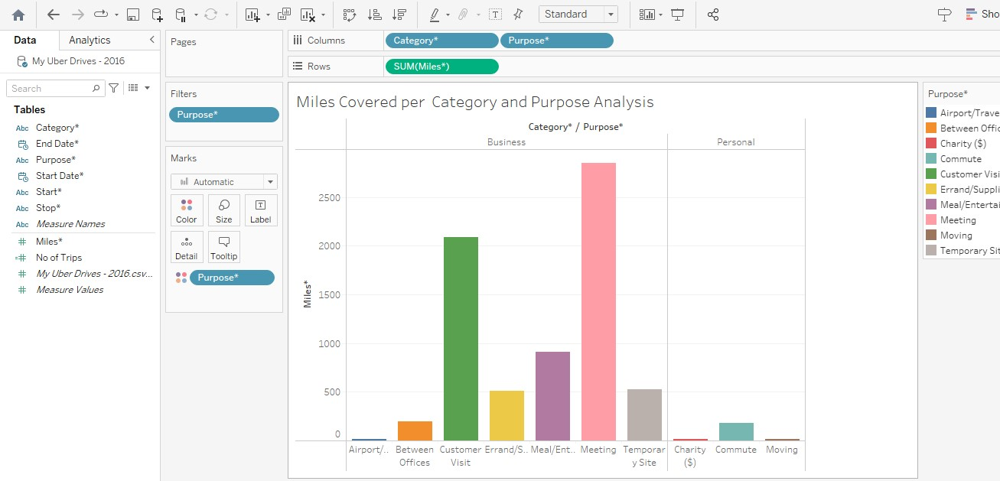 Standard
Sho
Data
Analytics
My Uber Drives - 2016
Search
Tables
Abc Category*
End Date*
Abc Purpose*
Start Date*
Abc Start*
Abc Stop*
Abc Measure Names
# Miles*
=# No of Trips
# My Uber Drives - 2016.csv...
# Measure Values
Pages
Filters
Purpose*
Marks
Automatic
Color
Size
T
Label
Detail
Tooltip
Purpose*
Columns
Category*
Purpose*
Rows
SUM(Miles*)
Miles Covered per Category and Purpose Analysis
Category* / Purpose*
Business
Personal
Miles*
2500
2000
1500
1000
500
0
Airport/..
Between
Offices
Customer
Visit
Errand/S..
Meal/Ent..
Meeting
Temporar
y Site
Charity
($)
Commute
Moving
Purpose*
Airport/Trave
Between Offic
Charity ($)
Commute
Customer Visi
Errand/Suppli
Meal/Entertai
Meeting
Moving
Temporary Sit